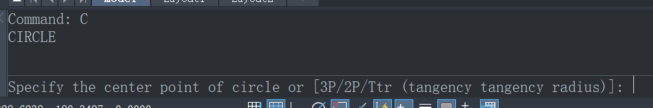 Command: C
CIRCLE
Specify the center point of circle or [3P/2P/Ttr (tangency tangency radius)]: